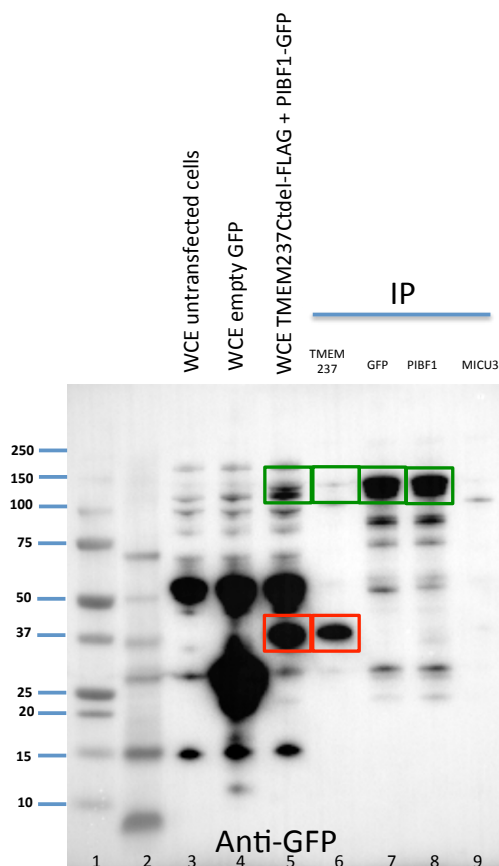 WCE untransfected cells
WCE empty GFP
WCE TMEM237Ctdel-FLAG + PIBF1-GFP
IP
TMEM
237
GFP
PIBF1
MICU3
250
150
100
75
50
37
25
20
15
10
Anti-GFP
1 2 3 4 5 6 7 8 9